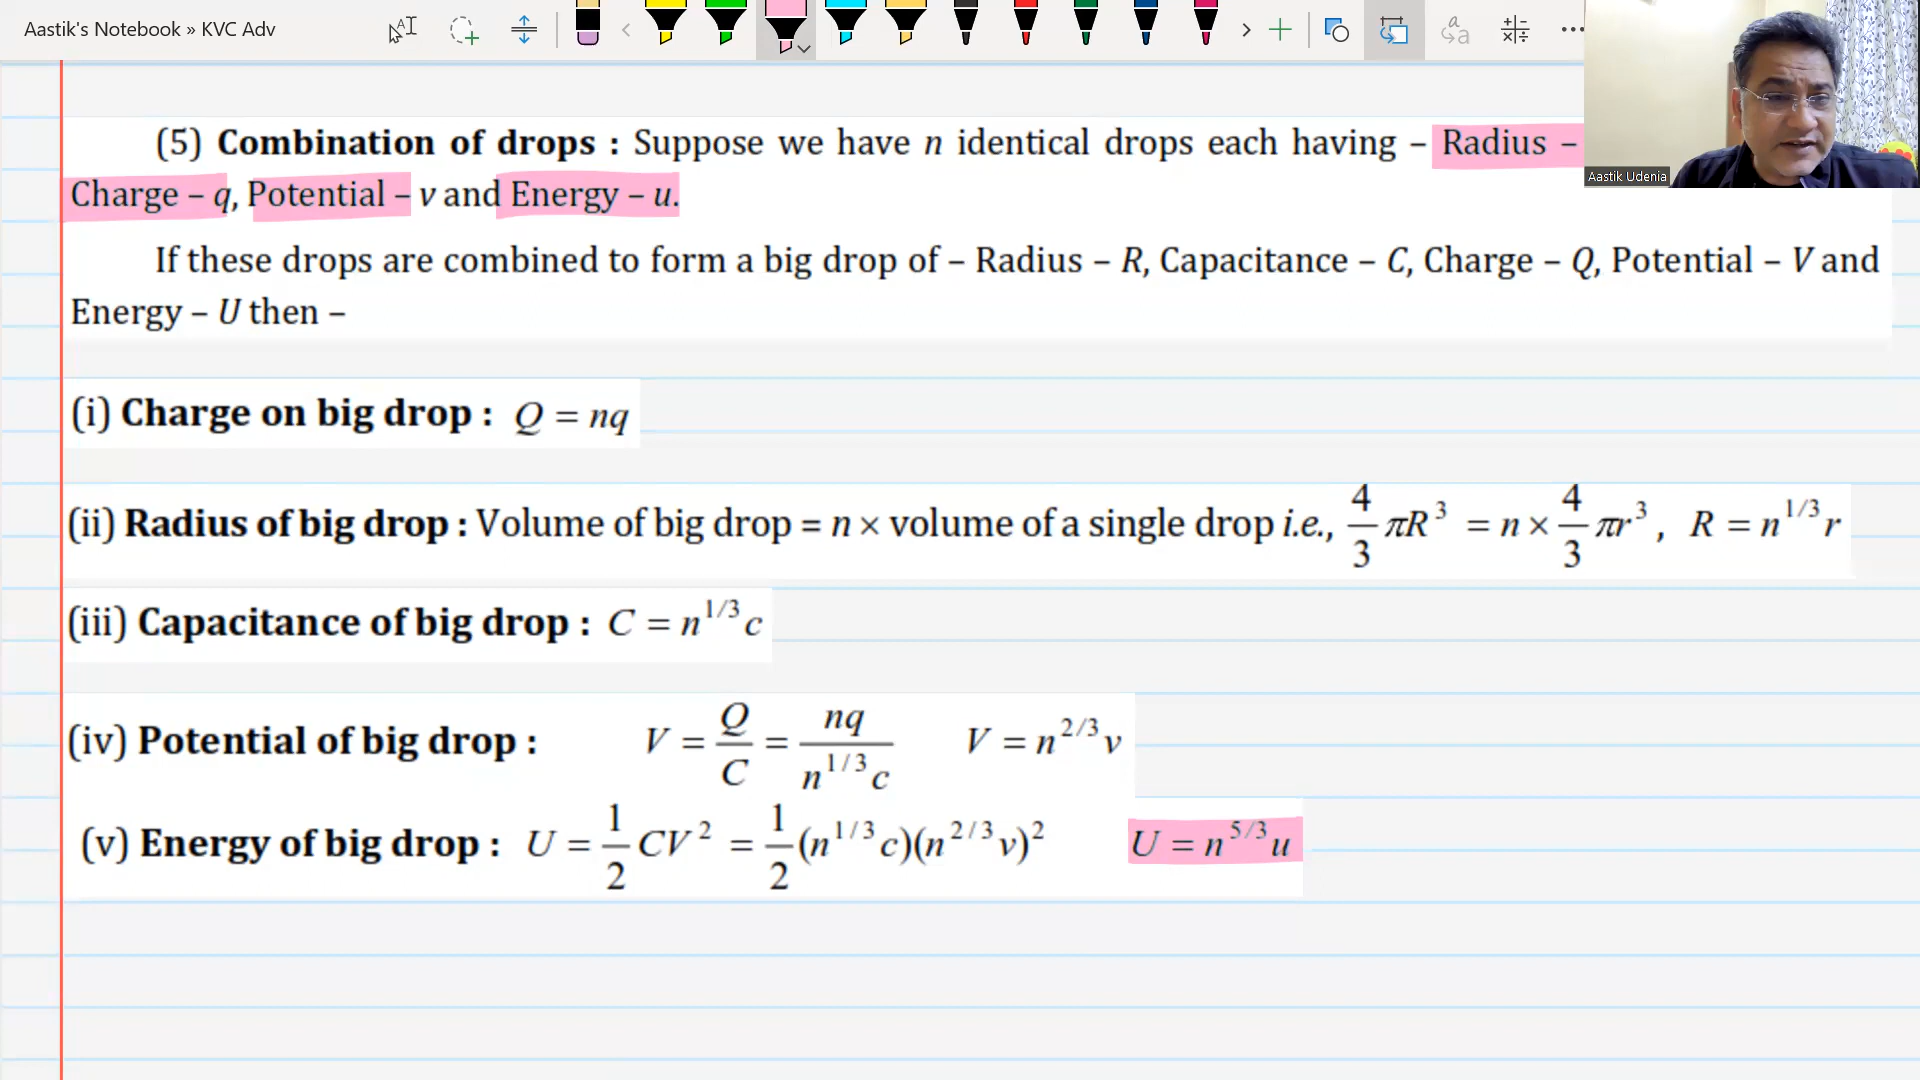 Aastik's Notebook » KVC Adv
Aastik Udenia
(5) Combination of drops : Suppose we have n identical drops each having – Radius –
Charge – q, Potential – v and Energy – u.
If these drops are combined to form a big drop of – Radius – R, Capacitance – C, Charge – Q, Potential – V and
Energy – U then –
(i) Charge on big drop : Q = nq
(ii) Radius of big drop : Volume of big drop = n × volume of a single drop i.e., 4/3 πR^3 = n × 4/3 πr^3 , R = n^1/3 r
(iii) Capacitance of big drop : C = n^1/3 c
(iv) Potential of big drop : V = Q/C = nq/n^1/3 c V = n^2/3 v
(v) Energy of big drop : U = 1/2 CV^2 = 1/2 (n^1/3 c)(n^2/3 v)^2 U = n^5/3 u